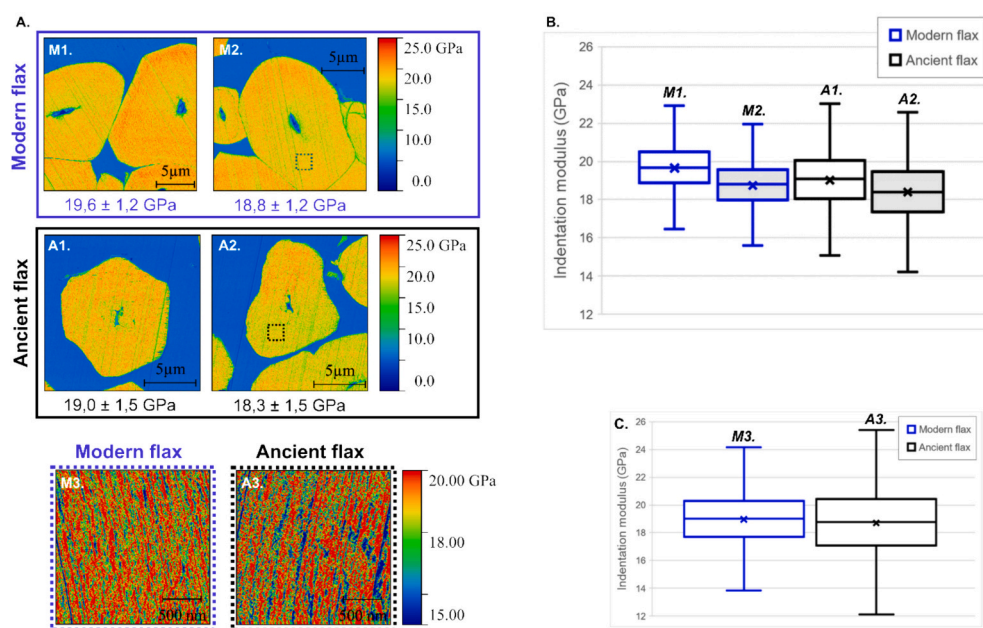 A.
Modern flax
M1.
5µm
19,6 ± 1,2 GPa
M2.
5µm
18,8 ± 1,2 GPa
25.0 GPa
20.0
15.0
10.0
5.0
0.0
Ancient flax
A1.
5µm
19,0 ± 1,5 GPa
A2.
5µm
18,3 ± 1,5 GPa
25.0 GPa
20.0
15.0
10.0
5.0
0.0
Modern flax
M3.
500 nm
Ancient flax
A3.
500 nm
20.00 GPa
18.00
16.00
15.00
B.
Modern flax
Ancient flax
Indentation modulus (GPa)
26
24
22
20
18
16
14
12
M1.
M2.
A1.
A2.
C.
Modern flax
Ancient flax
Indentation modulus (GPa)
26
24
22
20
18
16
14
12
M3.
A3.